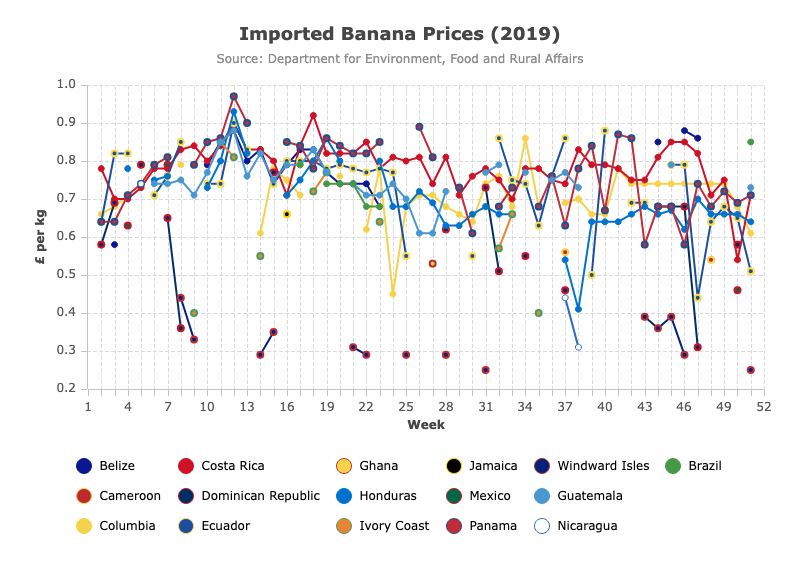 Imported Banana Prices (2019)
Source: Department for Environment, Food and Rural Affairs
£ per kg
1.0
0.9
0.8
0.7
0.6
0.5
0.4
0.3
0.2
1 4 7 10 13 16 19 22 25 28 31 34 37 40 43 46 49 52
Week
Belize Costa Rica Ghana Jamaica Windward Isles Brazil
Cameroon Dominican Republic Honduras Mexico Guatemala
Columbia Ecuador Ivory Coast Panama Nicaragua